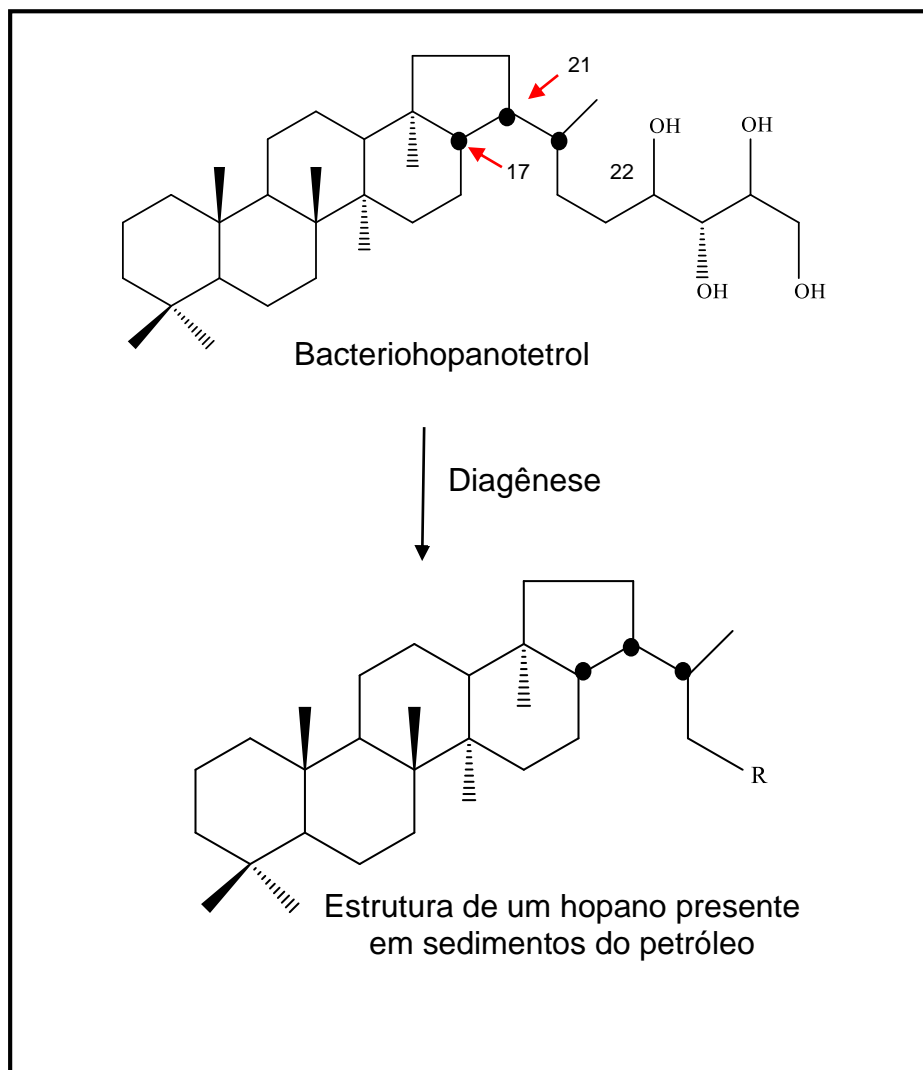 21
OH
OH
17
22
OH
OH
Bacteriohopanotetrol
Diagênese
R
Estrutura de um hopano presente
em sedimentos do petróleo